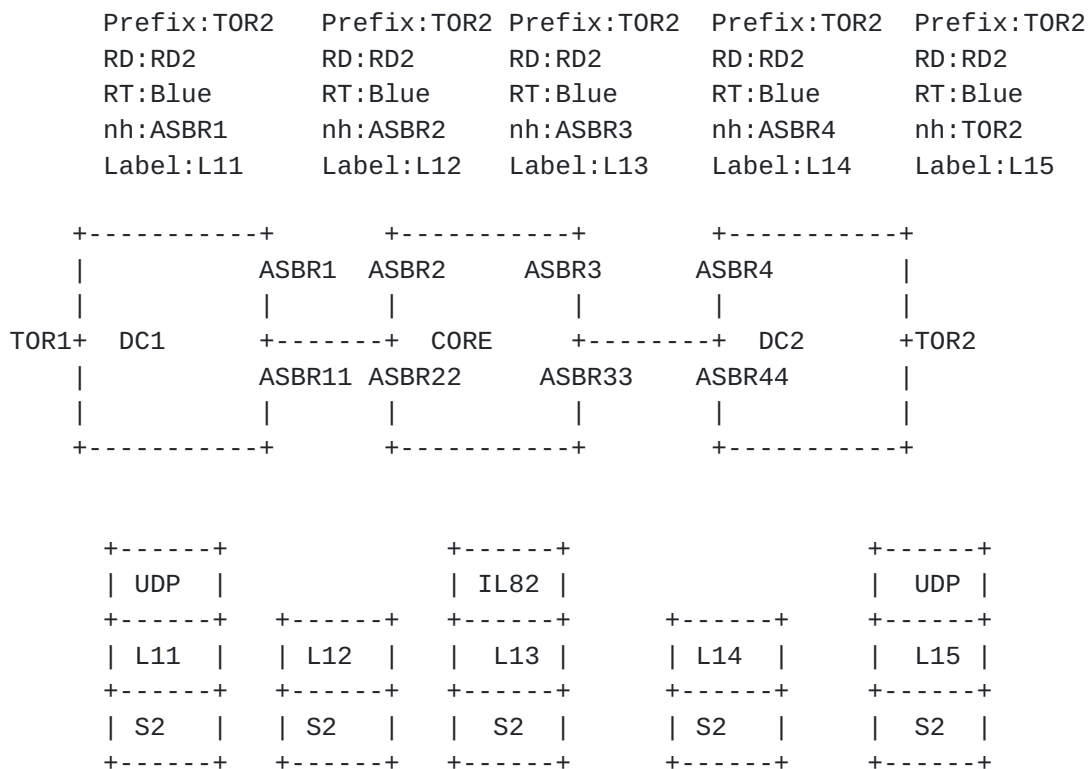 Prefix:TOR2 Prefix:TOR2 Prefix:TOR2 Prefix:TOR2 Prefix:TOR2
RD:RD2 RD:RD2 RD:RD2 RD:RD2 RD:RD2
RT:Blue RT:Blue RT:Blue RT:Blue RT:Blue
nh:ASBR1 nh:ASBR2 nh:ASBR3 nh:ASBR4 nh:TOR2
Label:L11 Label:L12 Label:L13 Label:L14 Label:L15
+-----------+ +-----------+ +-----------+
| ASBR1 ASBR2 ASBR3 ASBR4 |
| | | | | |
TOR1+ DC1 +-------+ CORE +--------+ DC2 +TOR2
| ASBR11 ASBR22 ASBR33 ASBR44 |
| | | | | |
+-----------+ +-----------+ +-----------+
+------+ +------+ +------+
| UDP | | IL82 | | UDP |
+------+ +------+ +------+ +------+ +------+
| L11 | | L12 | | L13 | | L14 | | L15 |
+------+ +------+ +------+ +------+ +------+
| S2 | | S2 | | S2 | | S2 | | S2 |
+------+ +------+ +------+ +------+ +------+